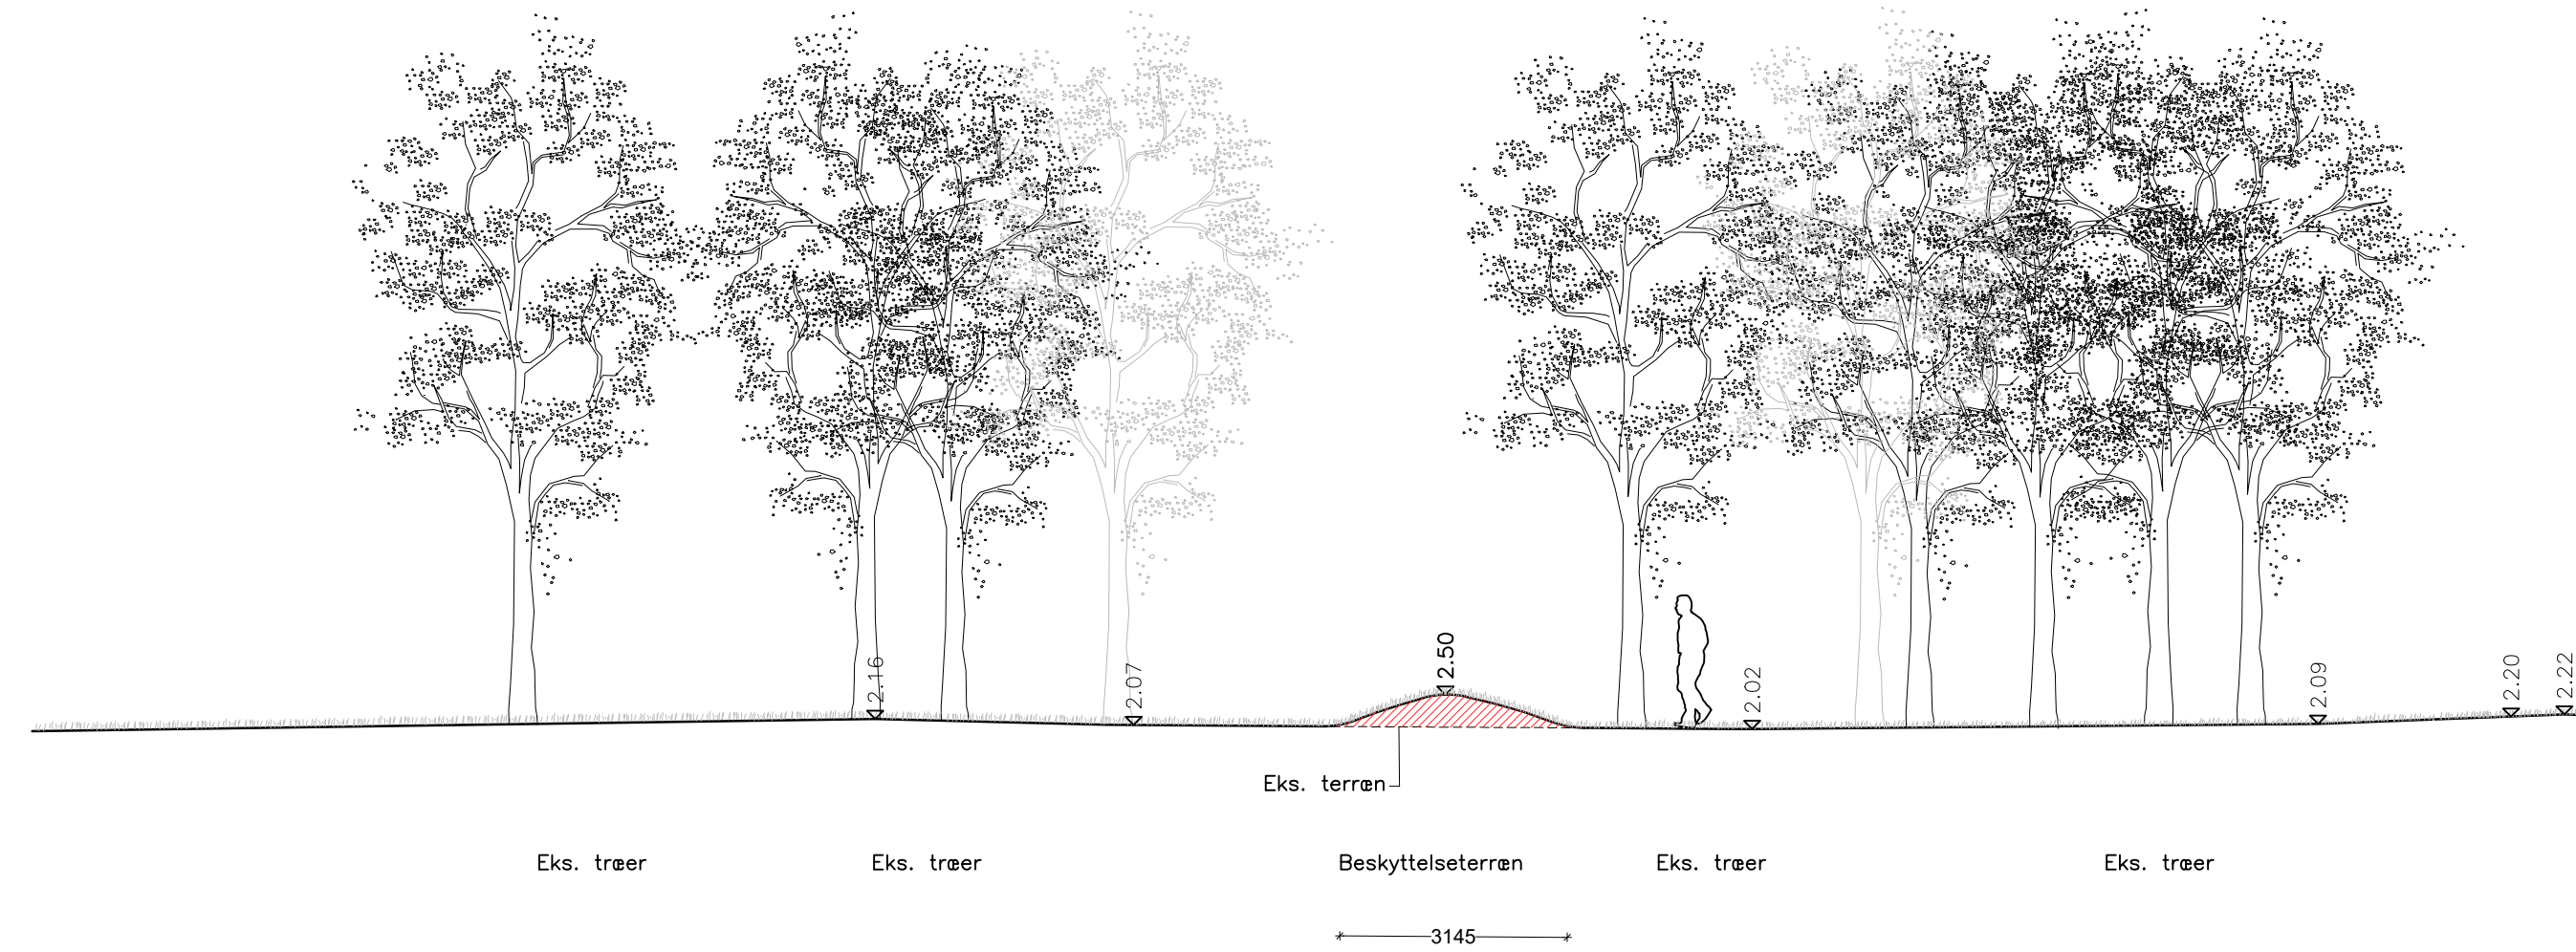 2.16
2.07
2.50
2.02
2.09
2.20
2.22
Eks. terræn
Eks. træer
Eks. træer
Beskyttelseterræn
Eks. træer
Eks. træer
3145